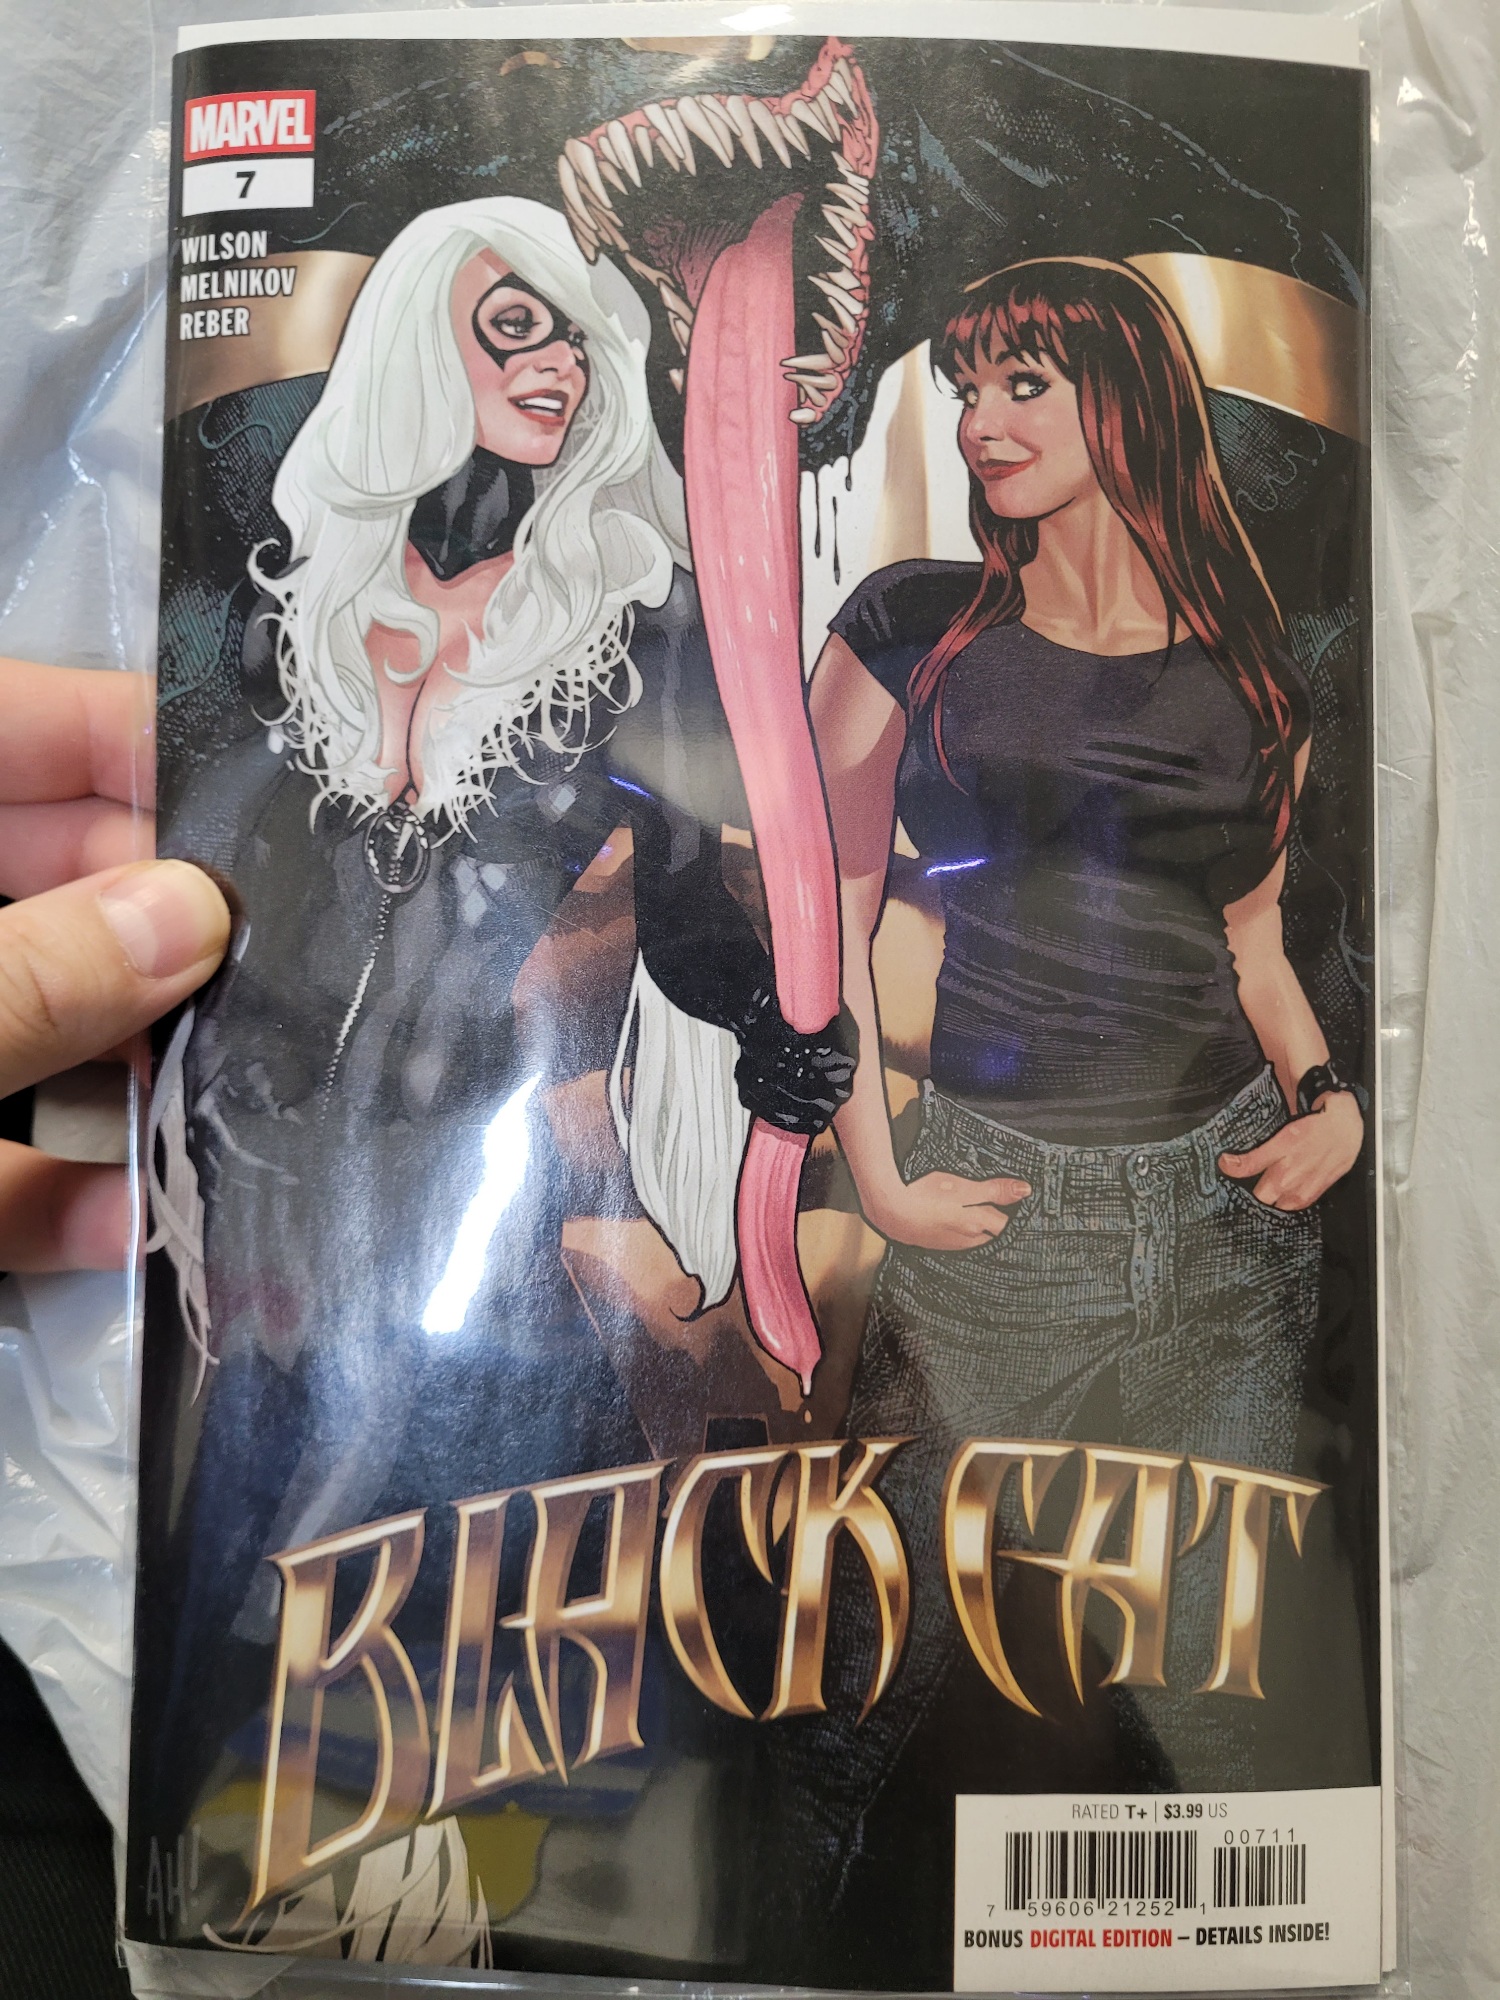 MARVEL
7
WILSON
MELNIKOV
REBER
BLACK CAT
AH!
RATED T+ | $3.99 US
00711
7 59606 21252 1
BONUS DIGITAL EDITION – DETAILS INSIDE!